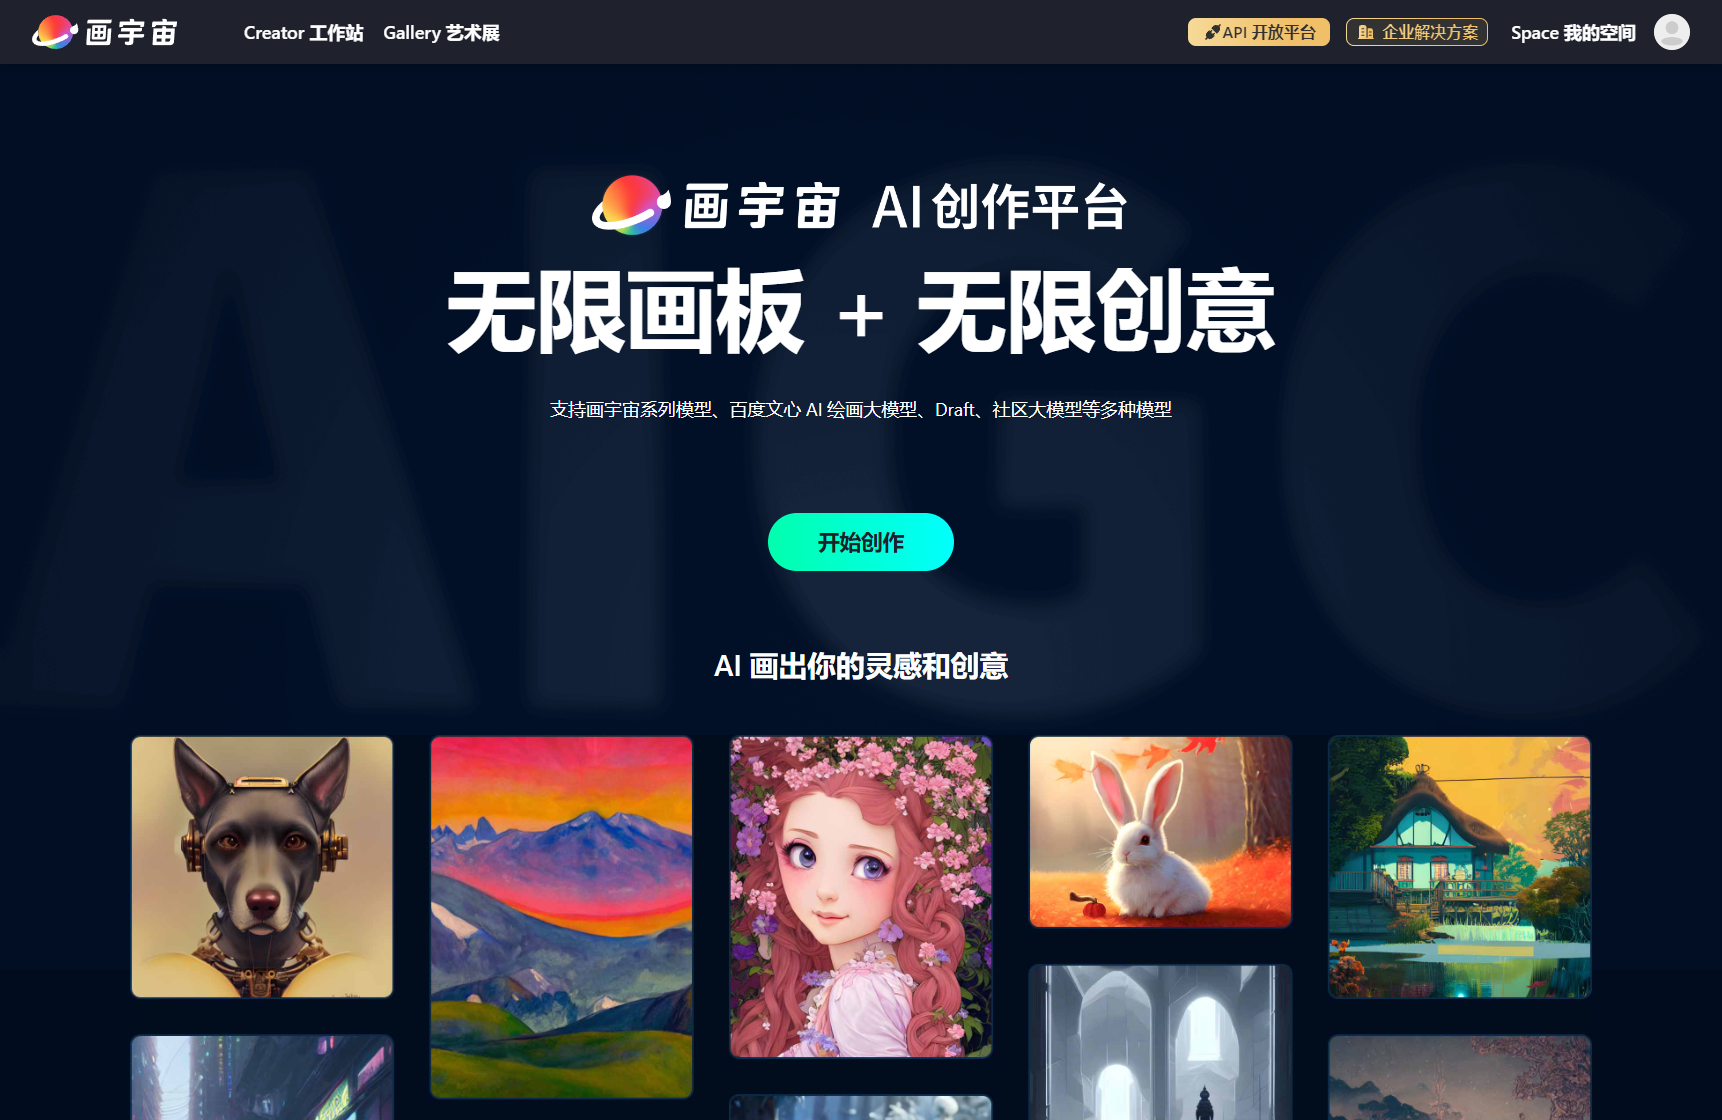 画宇宙
Creator 工作站
Gallery 艺术展
API 开放平台
企业解决方案
Space 我的空间
画宇宙 AI 创作平台
无限画板 + 无限创意
支持画宇宙系列模型、百度文心 AI 绘画大模型、Draft、社区大模型等多种模型
开始创作
AIGC
AI 画出你的灵感和创意